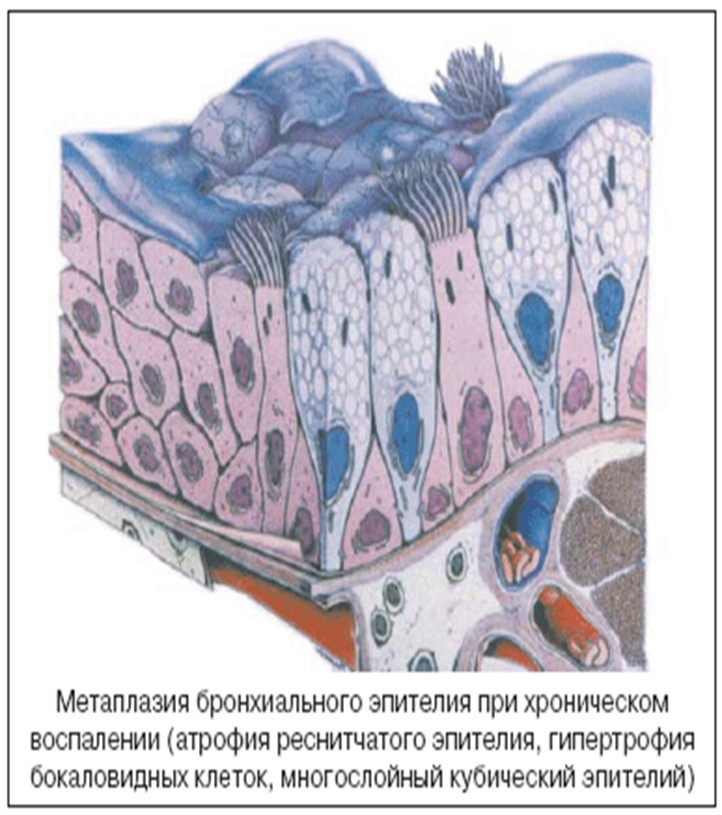 Метаплазия бронхиального эпителия при хроническом
воспалении (атрофия реснитчатого эпителия, гипертрофия
бокаловидных клеток, многослойный кубический эпителий)